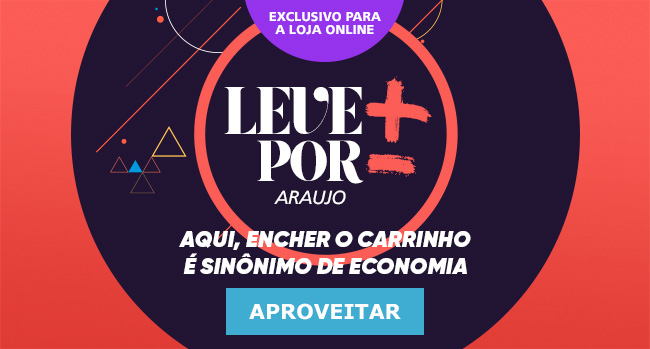 EXCLUSIVO PARA
A LOJA ONLINE
LEVE +
POR =
ARAUJO
AQUI, ENCHER O CARRINHO
É SINÔNIMO DE ECONOMIA
APROVEITAR